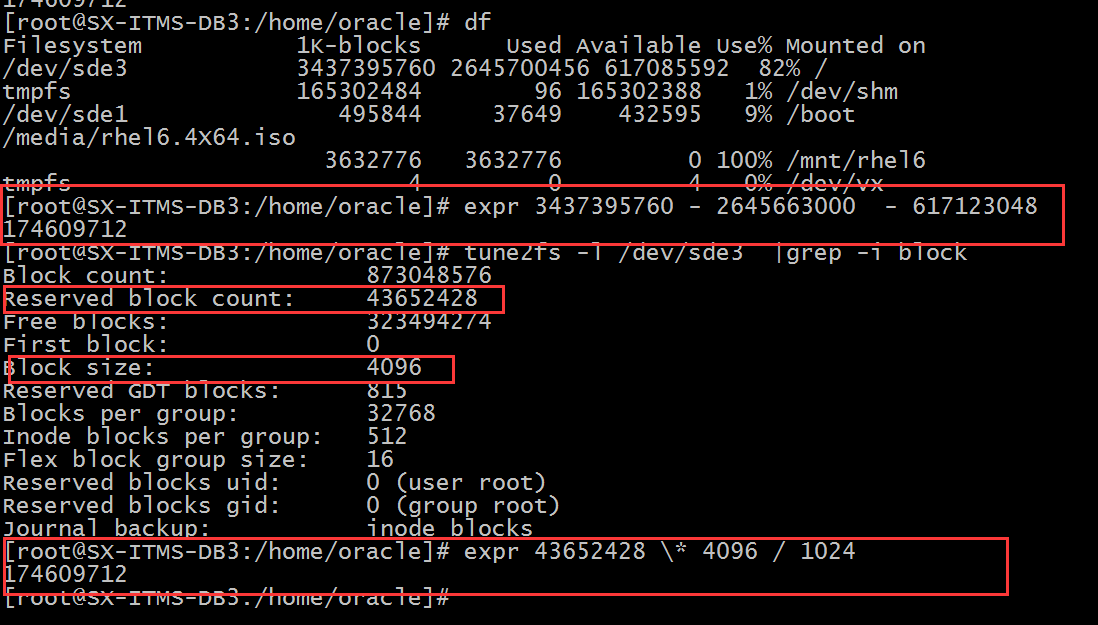 174609712
[root@SX-ITMS-DB3:/home/oracle]# df
Filesystem 1K-blocks Used Available Use% Mounted on
/dev/sde3 3437395760 2645700456 617085592 82% /
tmpfs 165302484 96 165302388 1% /dev/shm
/dev/sde1 495844 37649 432595 9% /boot
/media/rhel6.4X64.iso
3632776 3632776 0 100% /mnt/rhel6
tmpfs 4 0 4 0% /dev/vx
[root@SX-ITMS-DB3:/home/oracle]# expr 3437395760 - 2645663000 - 617123048
174609712
[root@SX-ITMS-DB3:/home/oracle]# tune2fs -l /dev/sde3 |grep -i block
Block count: 873048576
Reserved block count: 43652428
Free blocks: 323494274
First block: 0
Block size: 4096
Reserved GDT blocks: 815
Blocks per group: 32768
Inode blocks per group: 512
Flex block group size: 16
Reserved blocks uid: 0 (user root)
Reserved blocks gid: 0 (group root)
Journal backup: inode blocks
[root@SX-ITMS-DB3:/home/oracle]# expr 43652428 \* 4096 / 1024
174609712
[root@SX-ITMS-DB3:/home/oracle]#